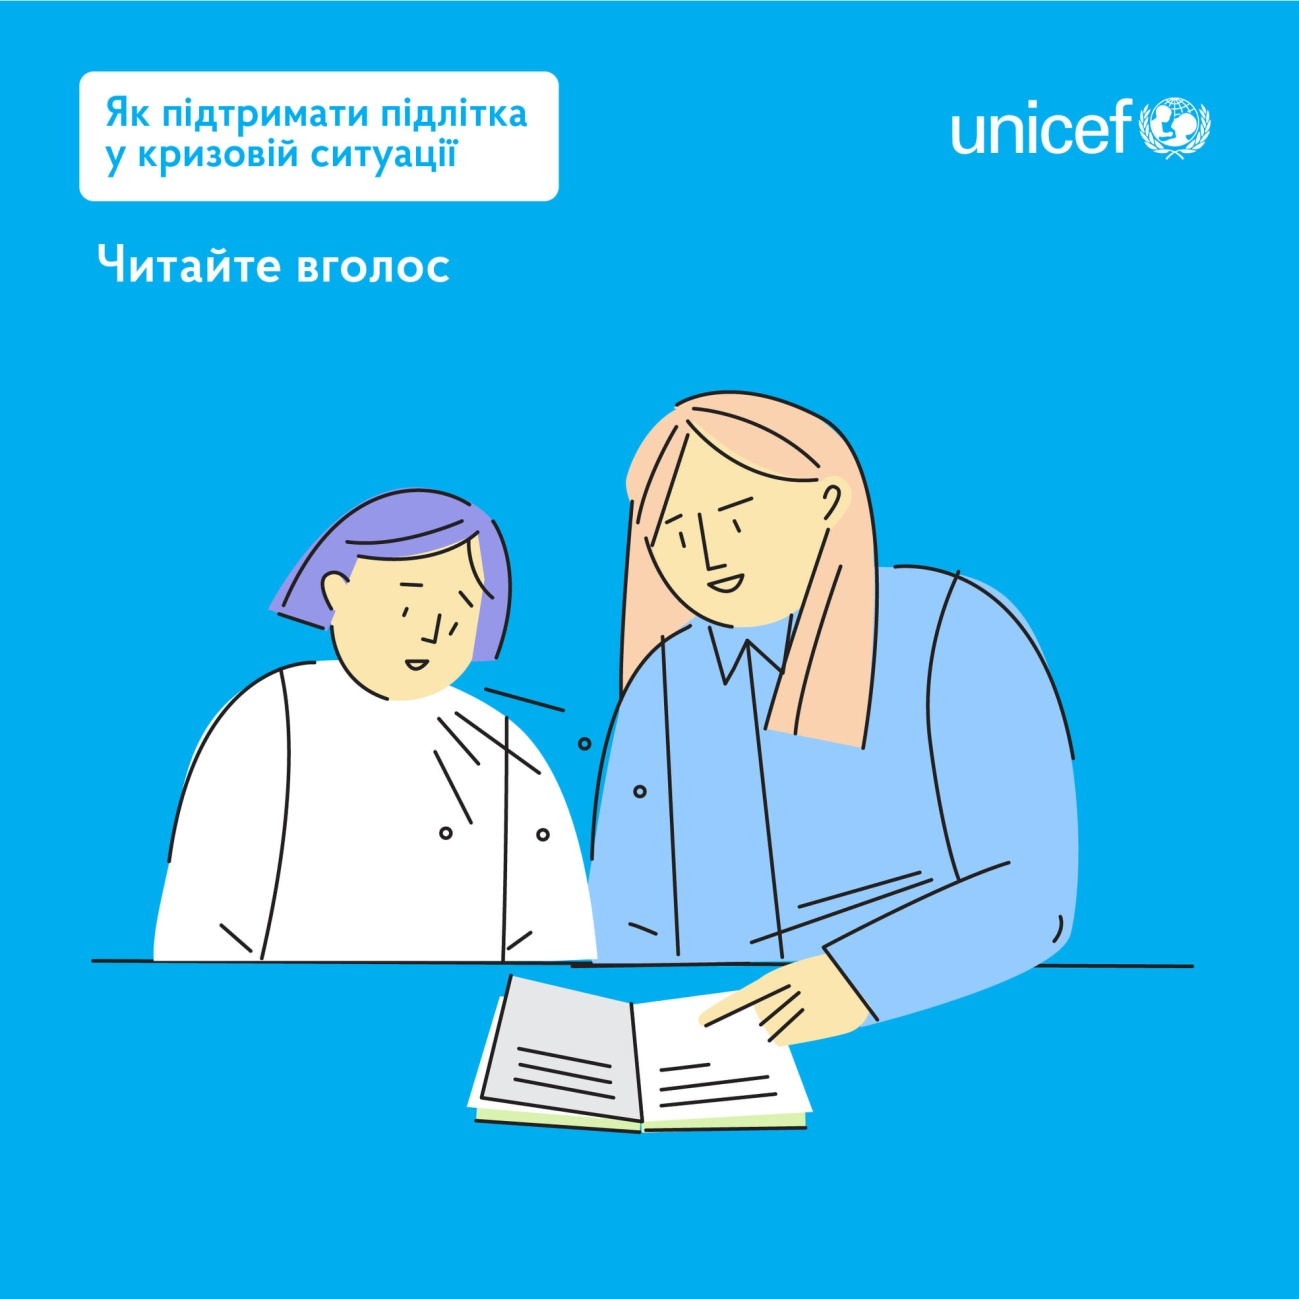 Як підтримати підлітка
у кризовій ситуації
unicef
Читайте вголос